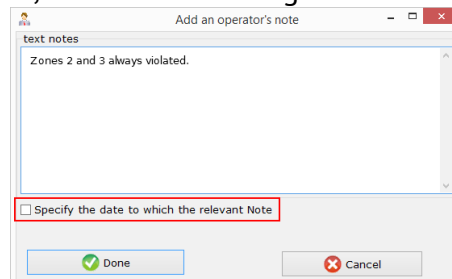 Add an operator's note
text notes
Zones 2 and 3 always violated.
Specify the date to which the relevant Note
Done
Cancel